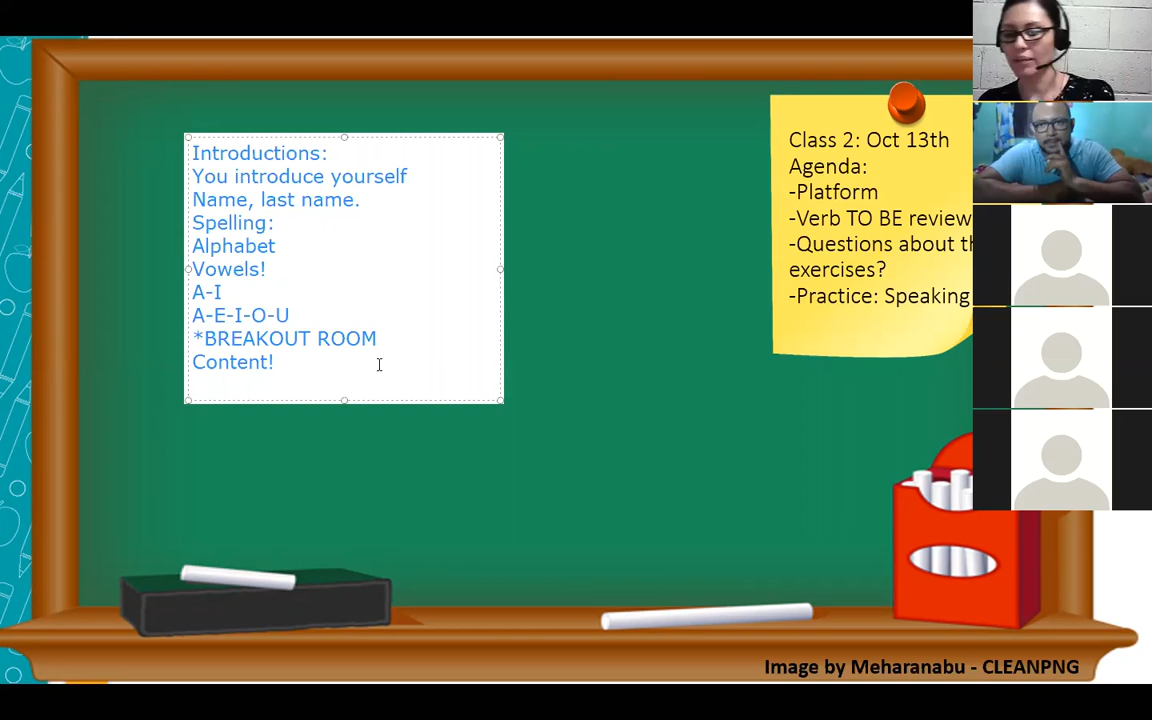 Introductions:
You introduce yourself
Name, last name.
Spelling:
Alphabet
Vowels!
A-I
A-E-I-O-U
*BREAKOUT ROOM
Content!
Class 2: Oct 13th
Agenda:
-Platform
-Verb TO BE review
-Questions about
exercises?
-Practice: Speaking
Image by Meharanabu - CLEANPNG